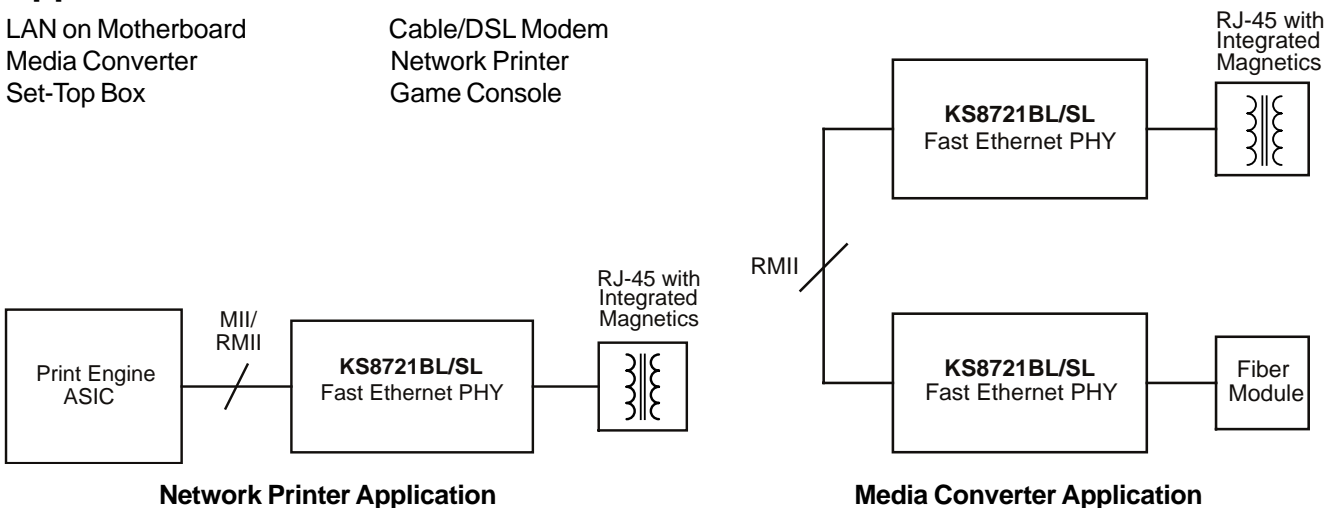 LAN on Motherboard
Media Converter
Set-Top Box
Cable/DSL Modem
Network Printer
Game Console
Print Engine
ASIC
MII/
RMII
KS8721BL/SL
Fast Ethernet PHY
RJ-45 with
Integrated
Magnetics
Network Printer Application
RMII
KS8721BL/SL
Fast Ethernet PHY
RJ-45 with
Integrated
Magnetics
KS8721BL/SL
Fast Ethernet PHY
Fiber
Module
Media Converter Application